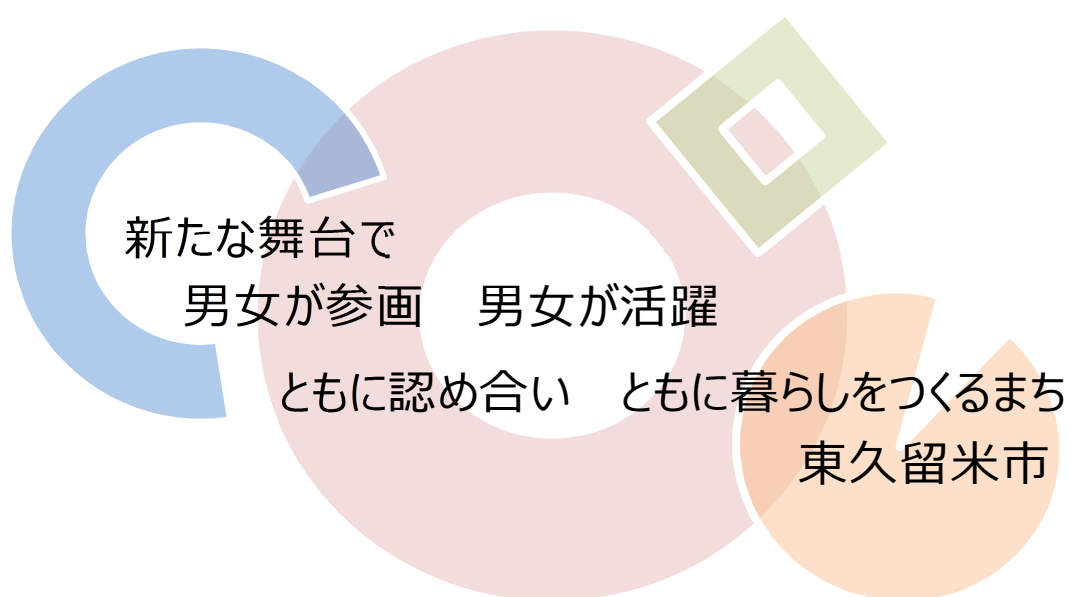 新たな舞台で
男女が参画　男女が活躍
ともに認め合い　ともに暮らしをつくるまち
東久留米市